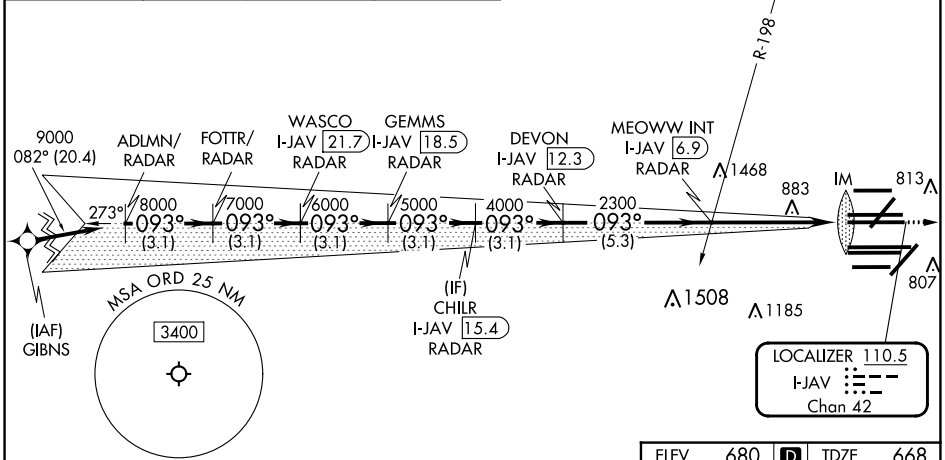 R-198
9000
082° (20.4)
ADLMN/
RADAR
FOTTR/
RADAR
WASCO
I-JAV 21.7
RADAR
GEMMS
I-JAV 18.5
RADAR
DEVON
I-JAV 12.3
RADAR
MEOWW INT
I-JAV 6.9
RADAR
1468
883
IM
813
273°
8000
093°
(3.1)
7000
093°
(3.1)
6000
093°
(3.1)
5000
093°
(3.1)
4000
093°
(3.1)
2300
093°
(5.3)
807
(IAF)
GIBNS
MSA ORD 25 NM
3400
(IF)
CHILR
I-JAV 15.4
RADAR
1508
1185
LOCALIZER 110.5
I-JAV
Chan 42
ELEV 680 D TDZE 668